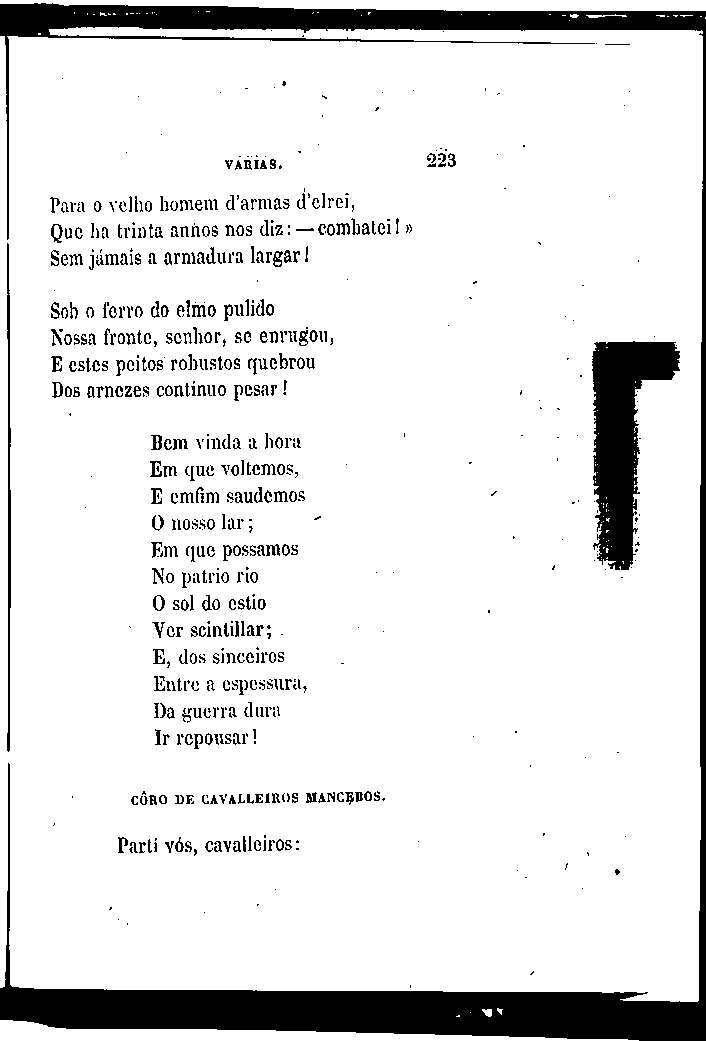 VARIAS. 223
Para o velho homem d'armas d'elrei,
Que ha trinta annos nos diz: — combatei! »
Sem jámais a armadura largar!
Sob o ferro do elmo pulido
Nossa fronte, senhor, se enrugou,
E estes peitos robustos quebrou
Dos arnezes continuo pesar!
Bem vinda a hora
Em que voltemos,
E emfim saudemos
O nosso lar;
Em que possamos
No patrio rio
O sol do estio
Ver scintillar;
E, dos sinceiros
Entre a espessura,
Da guerra dura
Ir repousar!
CÔRO DE CAVALLEIROS MANCEBOS.
Parti vós, cavalleiros: